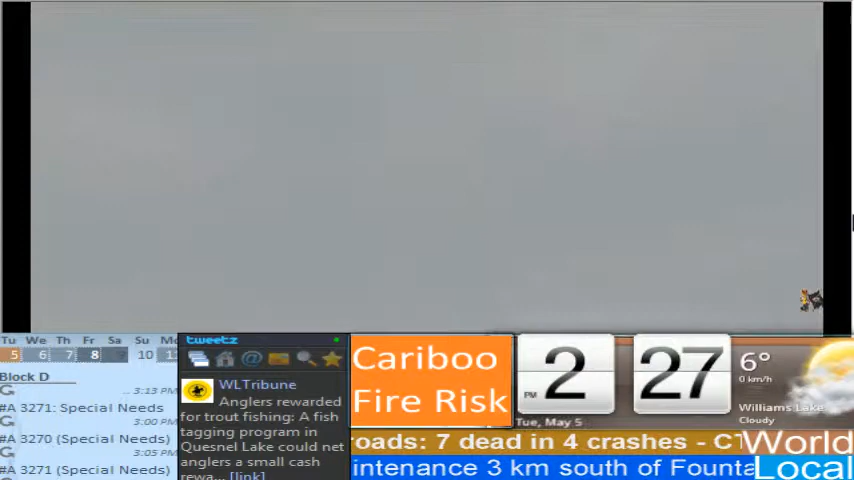 Tu We Th Fr Sa Su Mo
5 6 7 8 9 10 11
Block D
.. 3:13 PM
#A 3271: Special Needs
3:00 PM
#A 3270 (Special Needs)
3:05 PM
#A 3271 (Special Needs)
tweetz
WLTribune
Anglers rewarded
for trout fishing: A fish
tagging program in
Quesnel Lake could net
anglers a small cash
rewa... [link]
Cariboo
Fire Risk
PM
2 27
Tue, May 5
6°
0 km/h
Williams Lake
Cloudy
roads: 7 dead in 4 crashes - CT
World
intenance 3 km south of Founta
Local